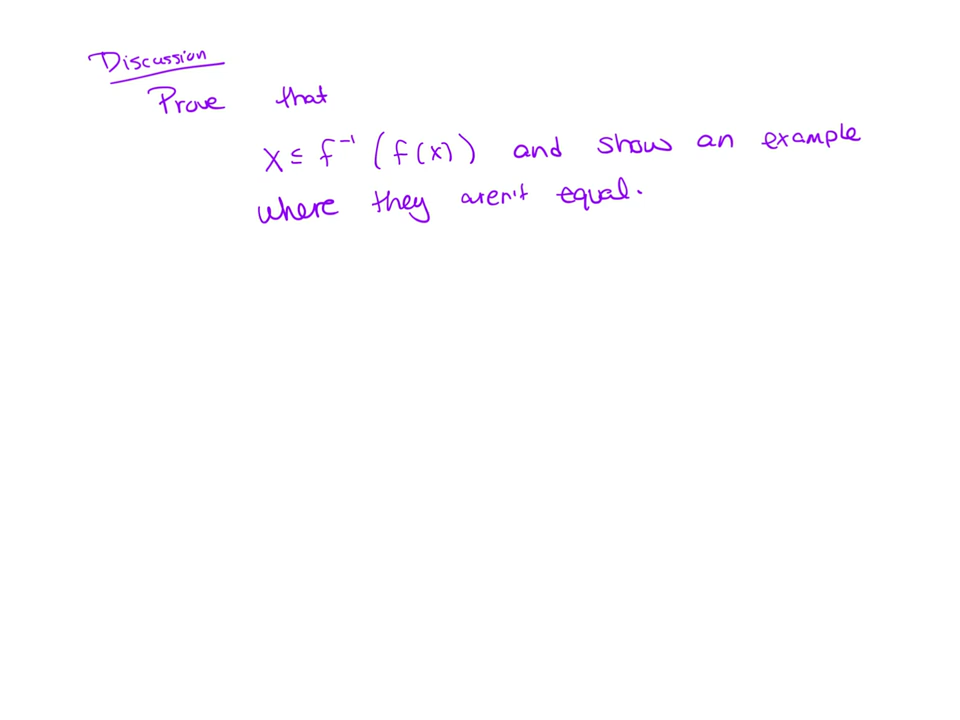 Discussion
Prove that
X ⊆ f⁻¹ (f(X)) and show an example
where they aren't equal.